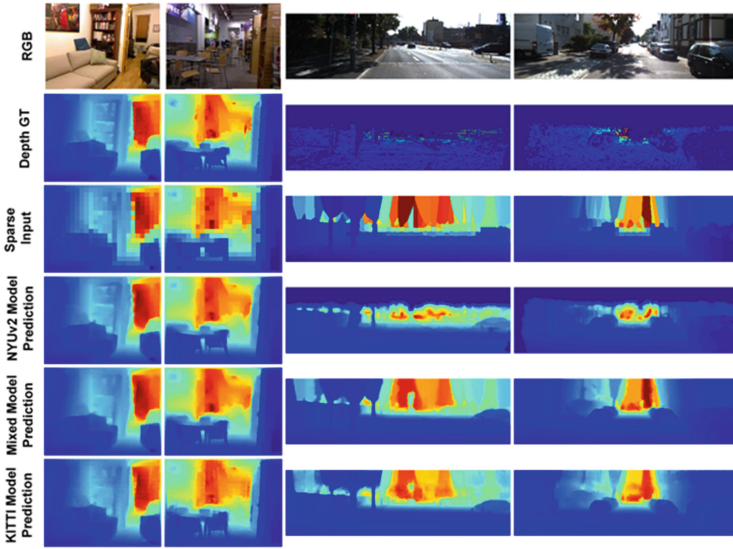 RGB
Depth GT
Sparse
Input
NYUv2 Model
Prediction
Mixed Model
Prediction
KITTI Model
Prediction